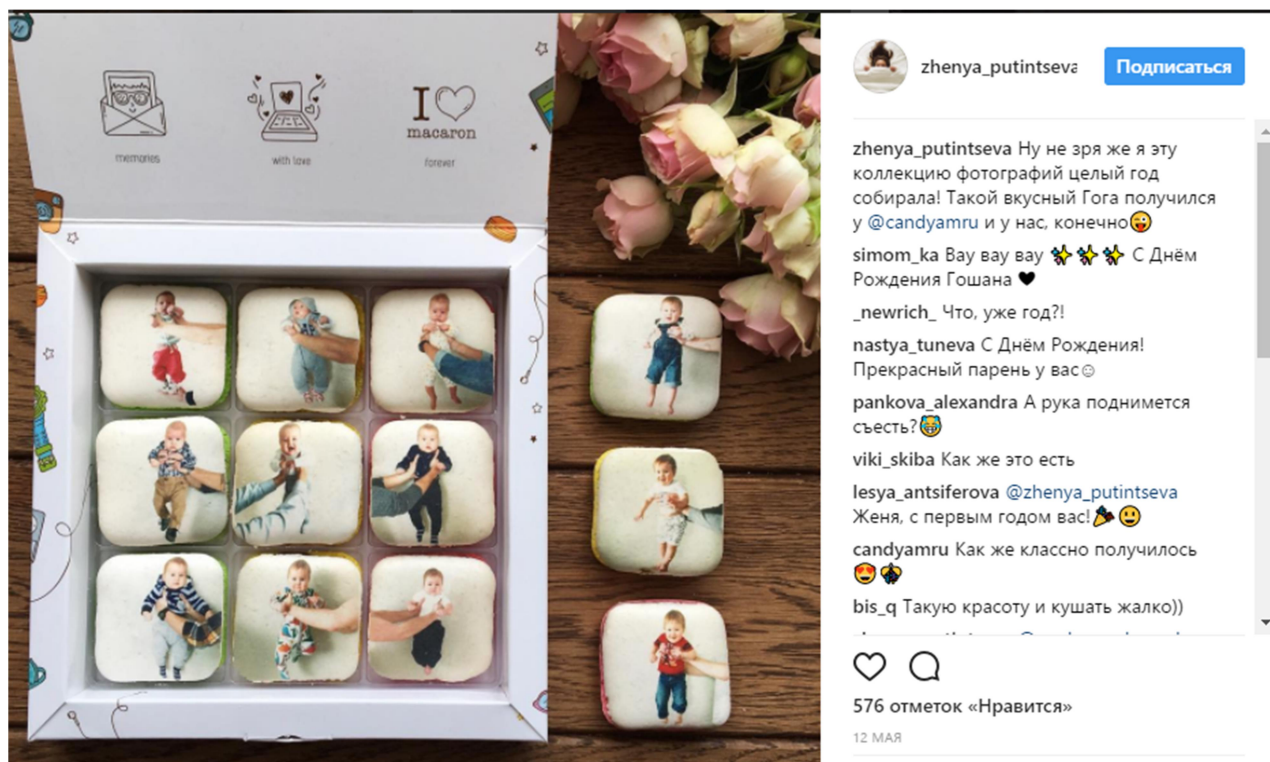 memories
with love
I
macaron
forever
zhenya_putintseva
Подписаться
zhenya_putintseva Ну не зря же я эту
коллекцию фотографий целый год
собирала! Такой вкусный Гога получился
у @candyamru и у нас, конечно😜
simom_ka Вау вау вау ✨✨✨ С Днём
Рождения Гошана 🖤
_newrich_ Что, уже год?!
nastya_tuneva С Днём Рождения!
Прекрасный парень у вас☺
pankova_alexandra А рука поднимется
съесть?😹
viki_skiba Как же это есть
lesya_antsiferova @zhenya_putintseva
Женя, с первым годом вас!🎉😃
candyamru Как же классно получилось
😍
bis_q Такую красоту и кушать жалко))
576 отметок «Нравится»
12 МАЯ